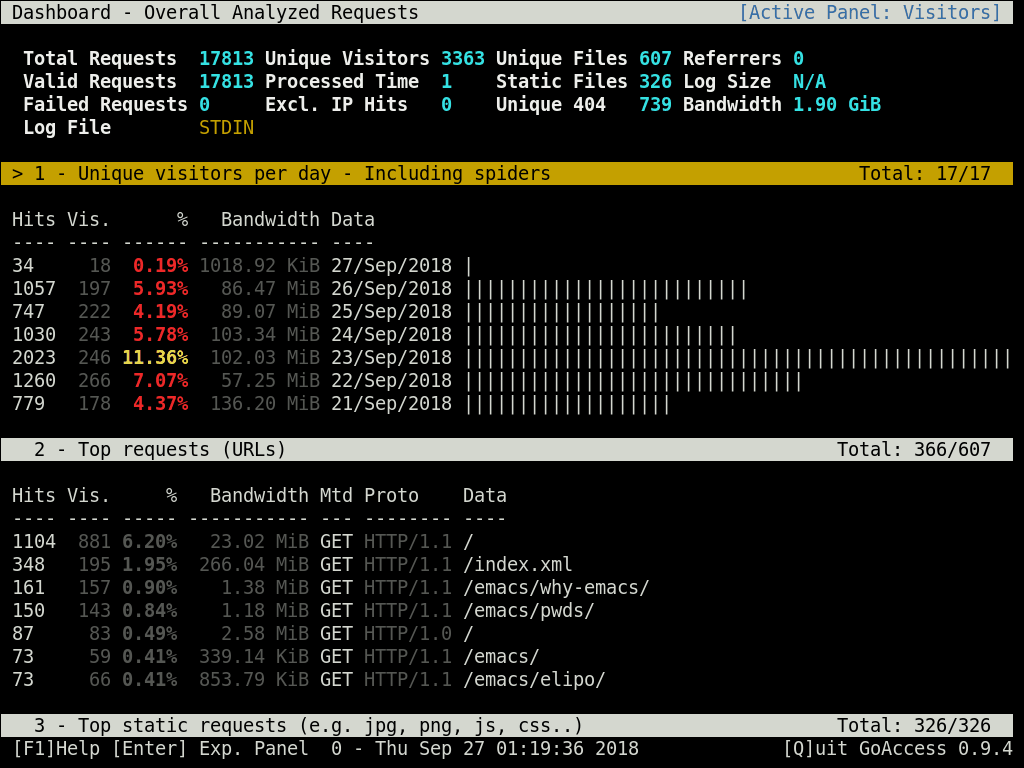 Dashboard - Overall Analyzed Requests [Active Panel: Visitors]
Total Requests 17813 Unique Visitors 3363 Unique Files 607 Referrers 0
Valid Requests 17813 Processed Time 1 Static Files 326 Log Size N/A
Failed Requests 0 Excl. IP Hits 0 Unique 404 739 Bandwidth 1.90 GiB
Log File STDIN
> 1 - Unique visitors per day - Including spiders Total: 17/17
Hits Vis. % Bandwidth Data
---- ---- ------ ----------- ----
34 18 0.19% 1018.92 KiB 27/Sep/2018 |
1057 197 5.93% 86.47 MiB 26/Sep/2018 ||||||||||||||||||||||||||
747 222 4.19% 89.07 MiB 25/Sep/2018 ||||||||||||||||||
1030 243 5.78% 103.34 MiB 24/Sep/2018 |||||||||||||||||||||||||
2023 246 11.36% 102.03 MiB 23/Sep/2018 ||||||||||||||||||||||||||||||||||||||||||||||||||
1260 266 7.07% 57.25 MiB 22/Sep/2018 |||||||||||||||||||||||||||||||
779 178 4.37% 136.20 MiB 21/Sep/2018 |||||||||||||||||||
2 - Top requests (URLs) Total: 366/607
Hits Vis. % Bandwidth Mtd Proto Data
---- ---- ----- ----------- --- -------- ----
1104 881 6.20% 23.02 MiB GET HTTP/1.1 /
348 195 1.95% 266.04 MiB GET HTTP/1.1 /index.xml
161 157 0.90% 1.38 MiB GET HTTP/1.1 /emacs/why-emacs/
150 143 0.84% 1.18 MiB GET HTTP/1.1 /emacs/pwds/
87 83 0.49% 2.58 MiB GET HTTP/1.0 /
73 59 0.41% 339.14 KiB GET HTTP/1.1 /emacs/
73 66 0.41% 853.79 KiB GET HTTP/1.1 /emacs/elipo/
3 - Top static requests (e.g. jpg, png, js, css..) Total: 326/326
[F1]Help [Enter] Exp. Panel 0 - Thu Sep 27 01:19:36 2018 [Q]uit GoAccess 0.9.4